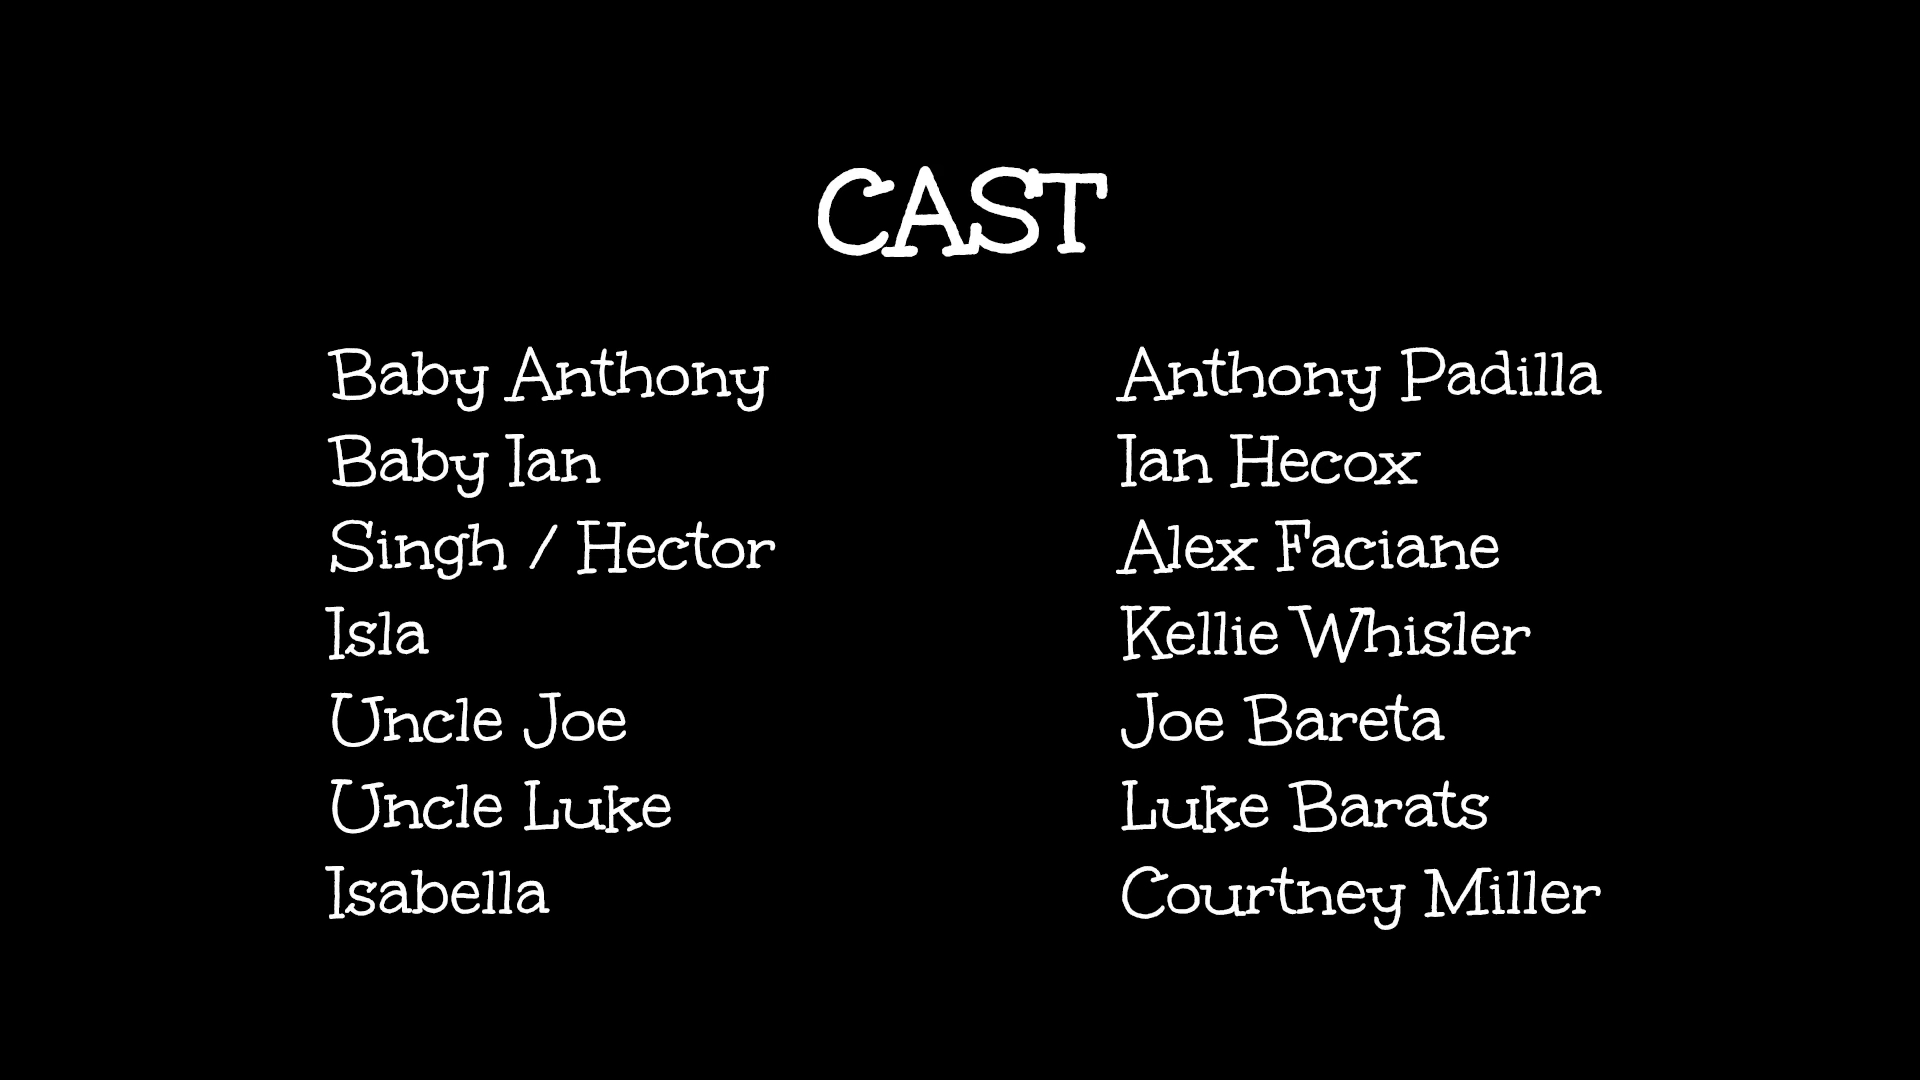 CAST
Baby Anthony Anthony Padilla
Baby Ian Ian Hecox
Singh / Hector Alex Faciane
Isla Kellie Whisler
Uncle Joe Joe Bareta
Uncle Luke Luke Barats
Isabella Courtney Miller